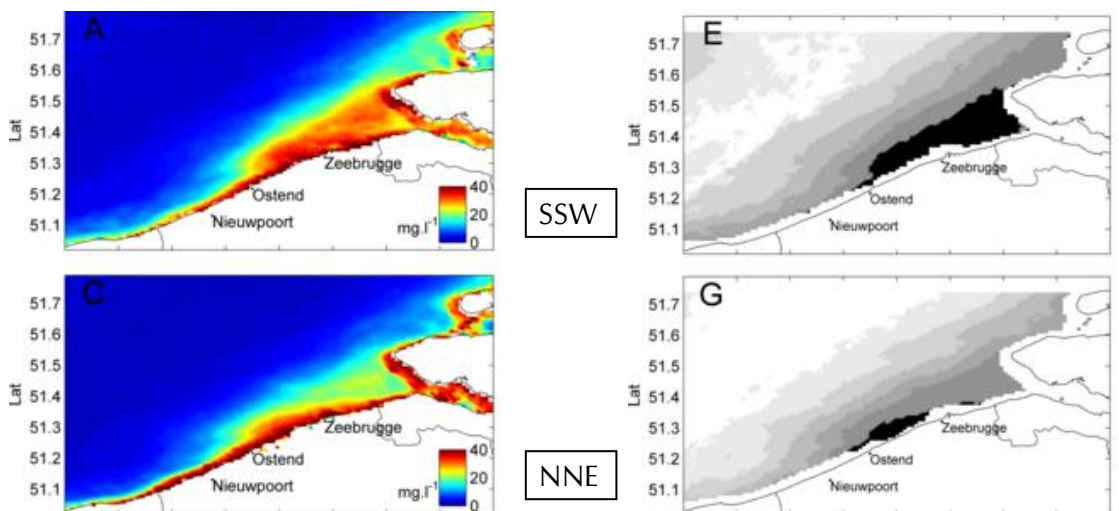 A
51.7
51.6
51.5
Lat
51.4
51.3
51.2
51.1
Zeebrugge
Ostend
Nieuwpoort
mg.l⁻¹
40
20
0
SSW
E
51.7
51.6
51.5
Lat
51.4
51.3
51.2
51.1
Zeebrugge
Ostend
Nieuwpoort
C
51.7
51.6
51.5
Lat
51.4
51.3
51.2
51.1
Zeebrugge
Ostend
Nieuwpoort
mg.l⁻¹
40
20
0
NNE
G
51.7
51.6
51.5
Lat
51.4
51.3
51.2
51.1
Zeebrugge
Ostend
Nieuwpoort